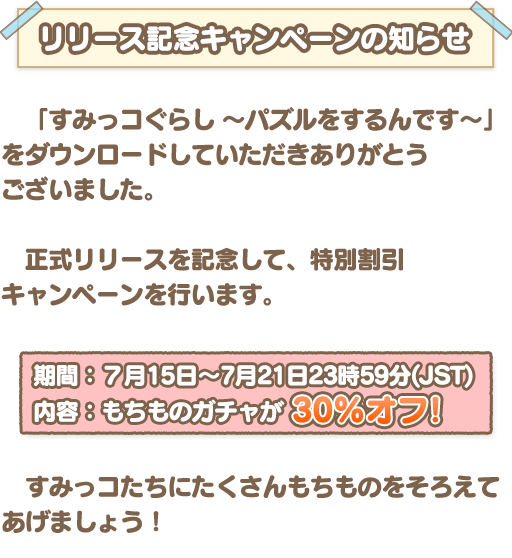 リリース記念キャンペーンの知らせ
「すみっコぐらし ～パズルをするんです～」
をダウンロードしていただきありがとう
ございました。
正式リリースを記念して、特別割引
キャンペーンを行います。
期間：７月15日～7月21日23時59分(JST)
内容：もちものガチャが 30%オフ!
すみっコたちにたくさんもちものをそろえて
あげましょう！